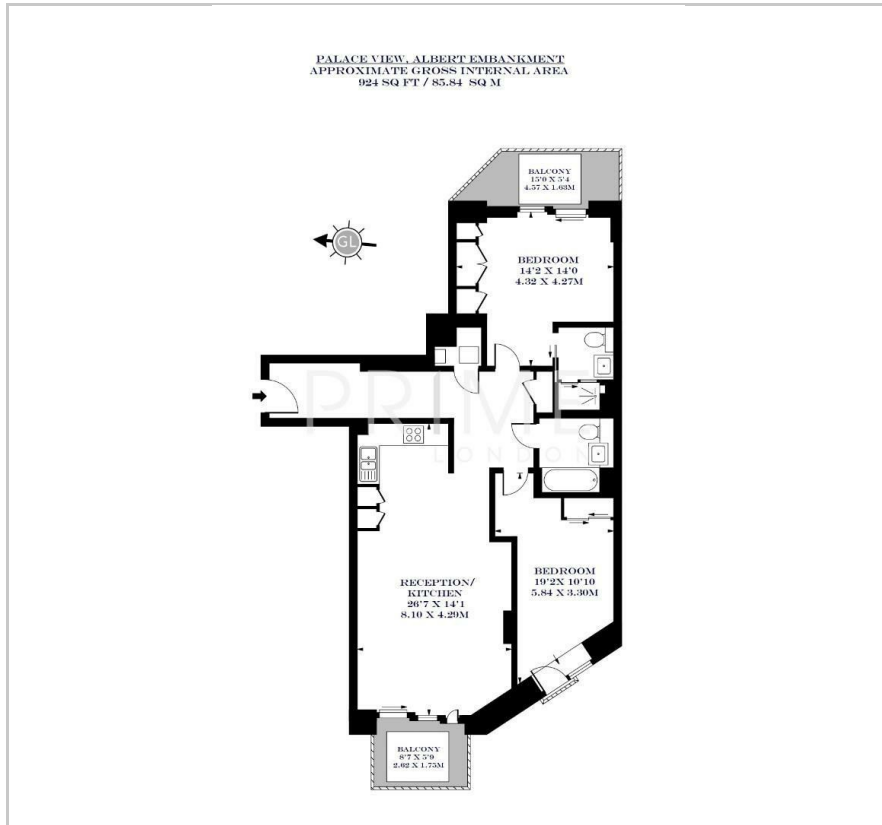 PALACE VIEW, ALBERT EMBANKMENT
APPROXIMATE GROSS INTERNAL AREA
924 SQ FT / 85.84 SQ M
BALCONY
15'0 X 5'4
4.57 X 1.63M
GL
BEDROOM
14'2 X 14'0
4.32 X 4.27M
PRIME
LONDON
RECEPTION/
KITCHEN
26'7 X 14'1
8.10 X 4.29M
BEDROOM
19'2X 10'10
5.84 X 3.30M
BALCONY
8'7 X 5'9
2.62 X 1.75M